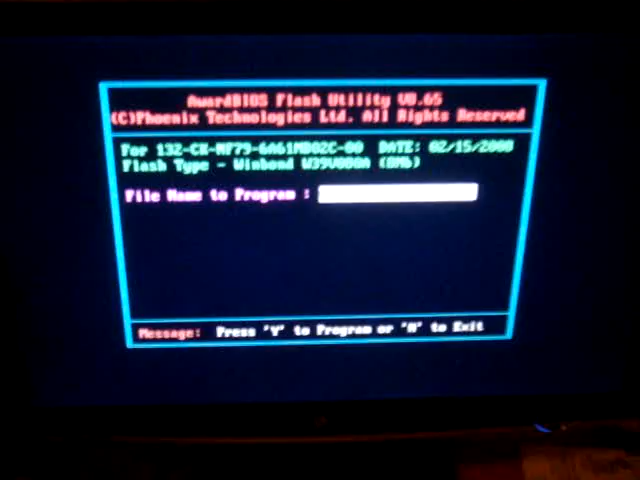 AwardBIOS Flash Utility V8.65
(C)Phoenix Technologies Ltd. All Rights Reserved
For 132-CK-NF79-6A61MD02C-00 DATE: 02/15/2008
Flash Type - Winbond W39V080A (8Mb)
File Name to Program :
Message: Press 'Y' to Program or 'N' to Exit